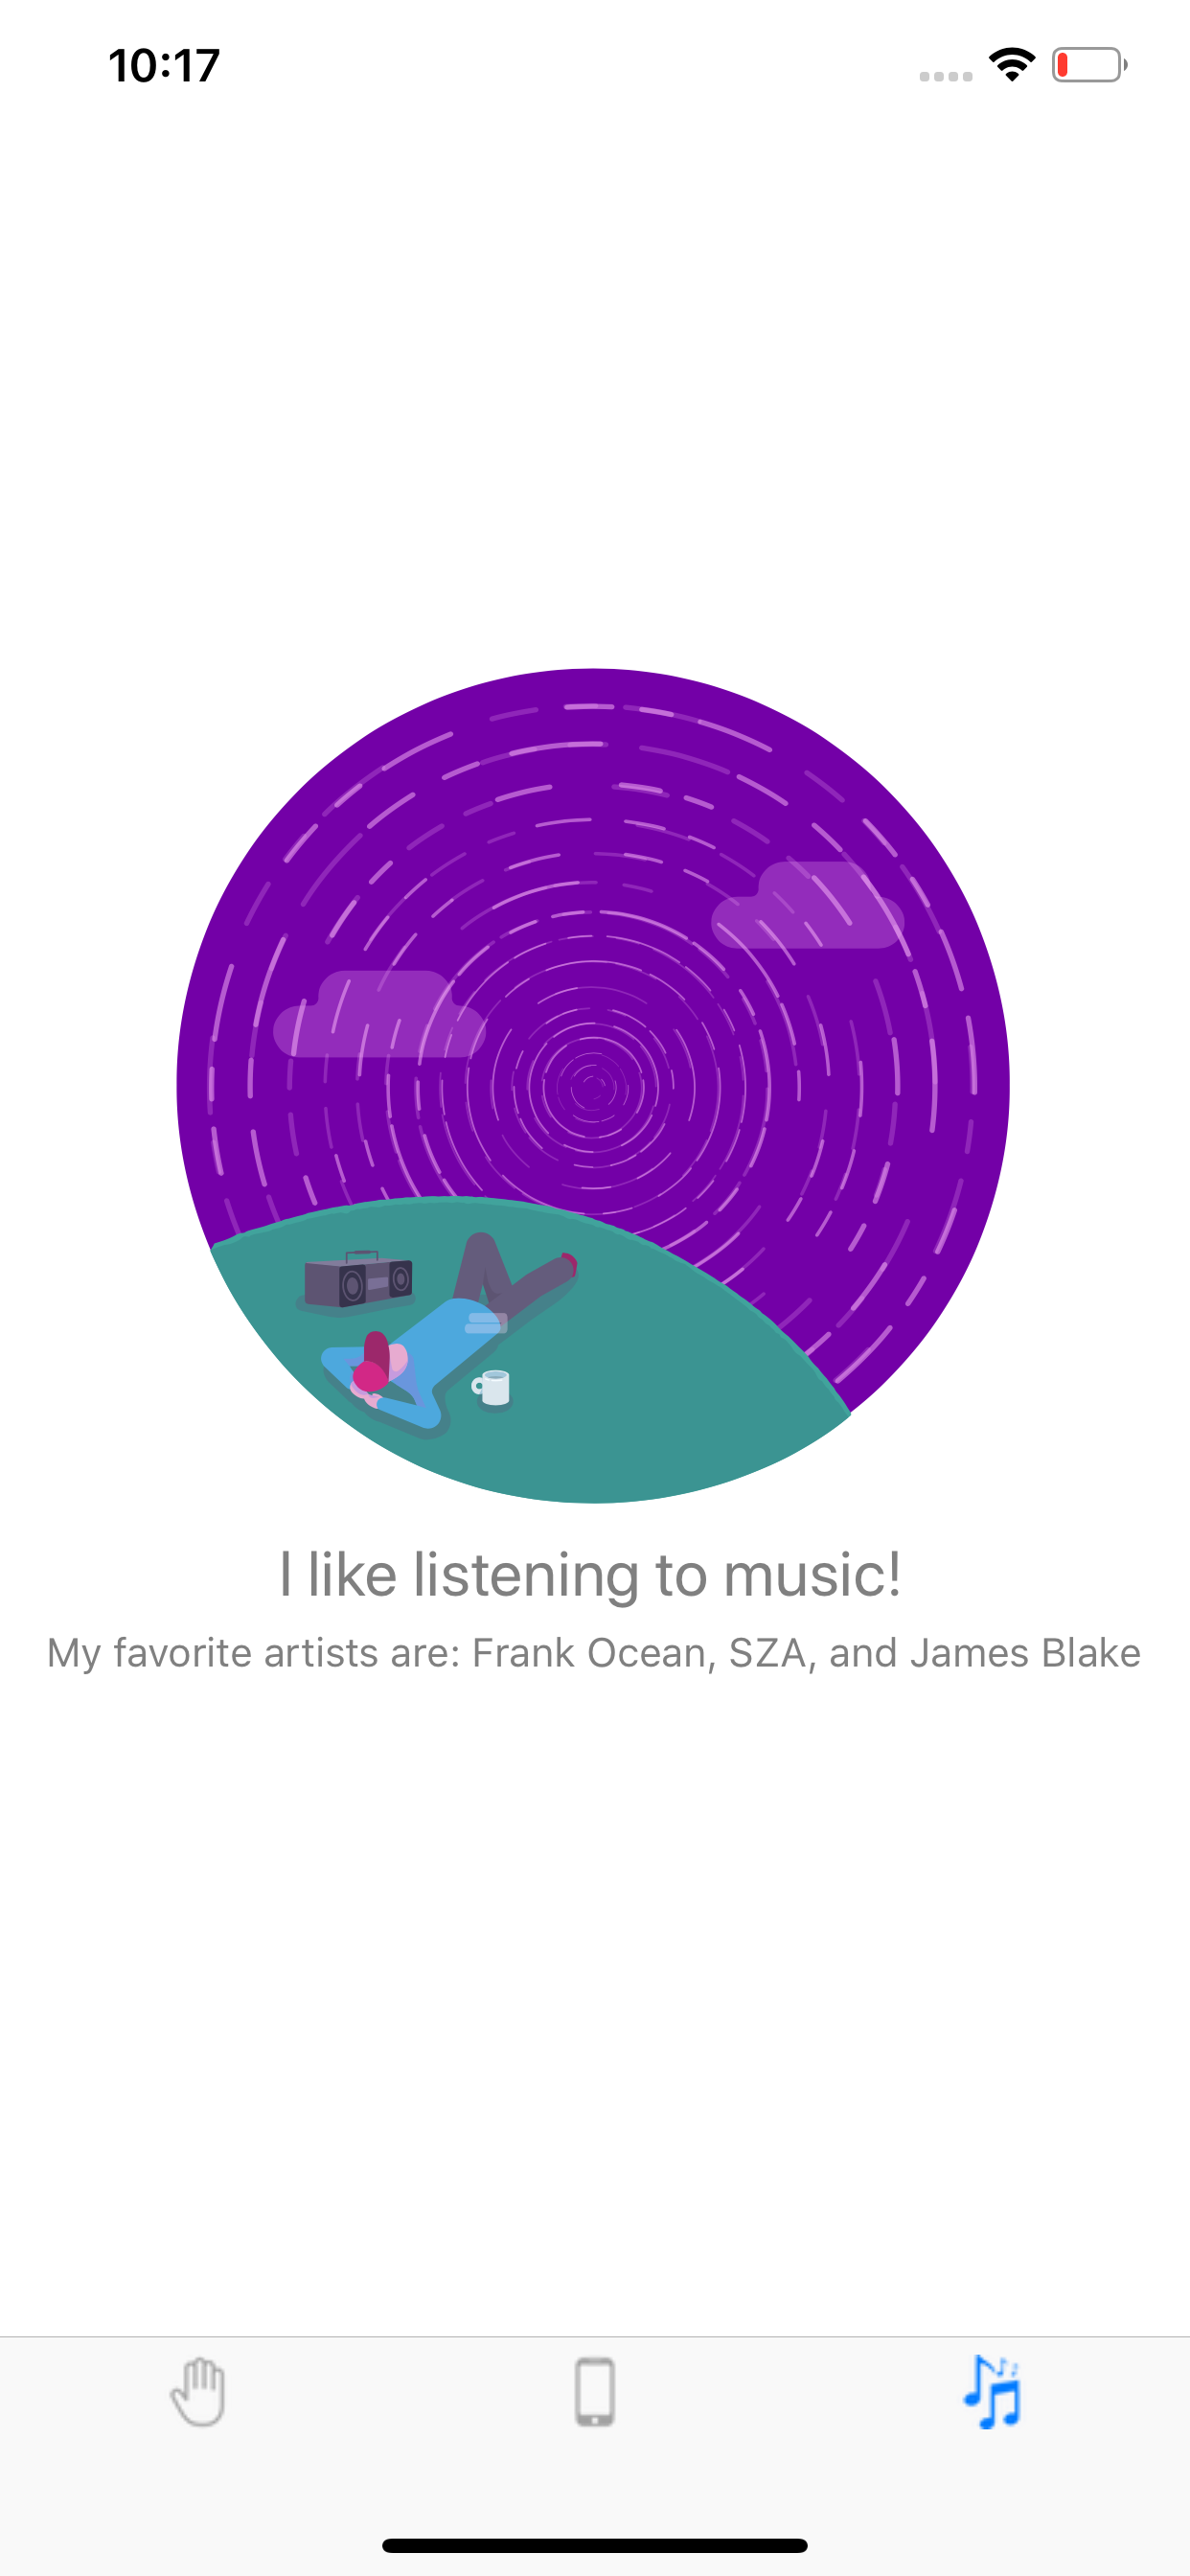 10:17
I like listening to music!
My favorite artists are: Frank Ocean, SZA, and James Blake